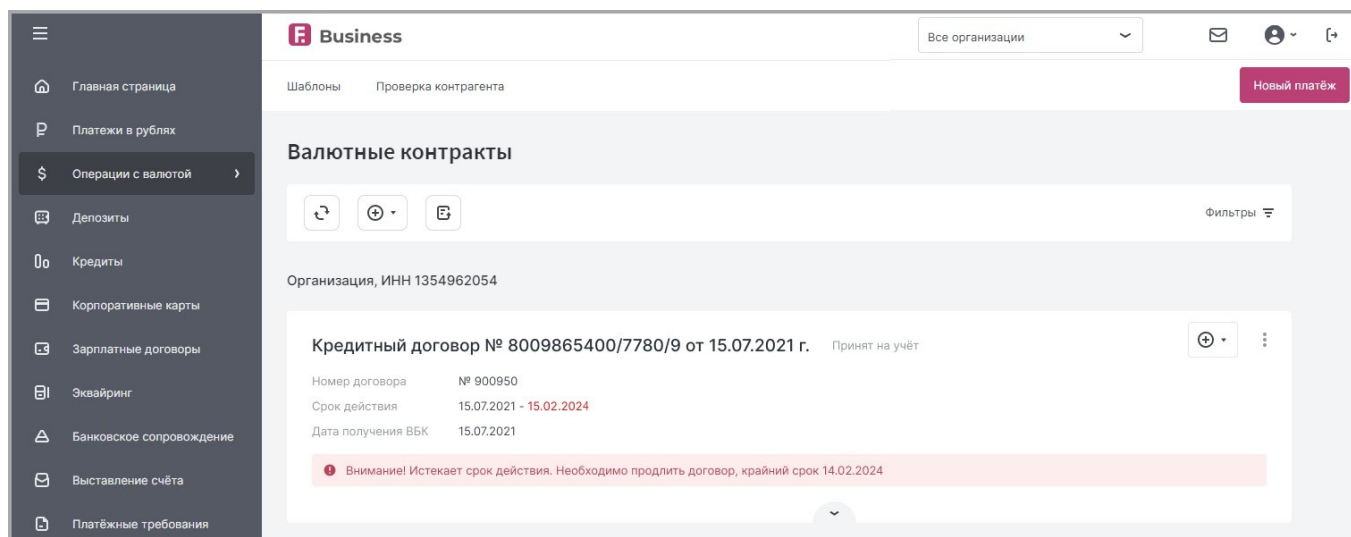 F. Business
Все организации
Главная страница
Шаблоны
Проверка контрагента
Новый платёж
Платежи в рублях
Операции с валютой
Депозиты
Кредиты
Корпоративные карты
Зарплатные договоры
Эквайринг
Банковское сопровождение
Выставление счёта
Платёжные требования
Валютные контракты
Фильтры
Организация, ИНН 1354962054
Кредитный договор № 8009865400/7780/9 от 15.07.2021 г. Принят на учёт
Номер договора № 900950
Срок действия 15.07.2021 - 15.02.2024
Дата получения ВБК 15.07.2021
Внимание! Истекает срок действия. Необходимо продлить договор, крайний срок 14.02.2024